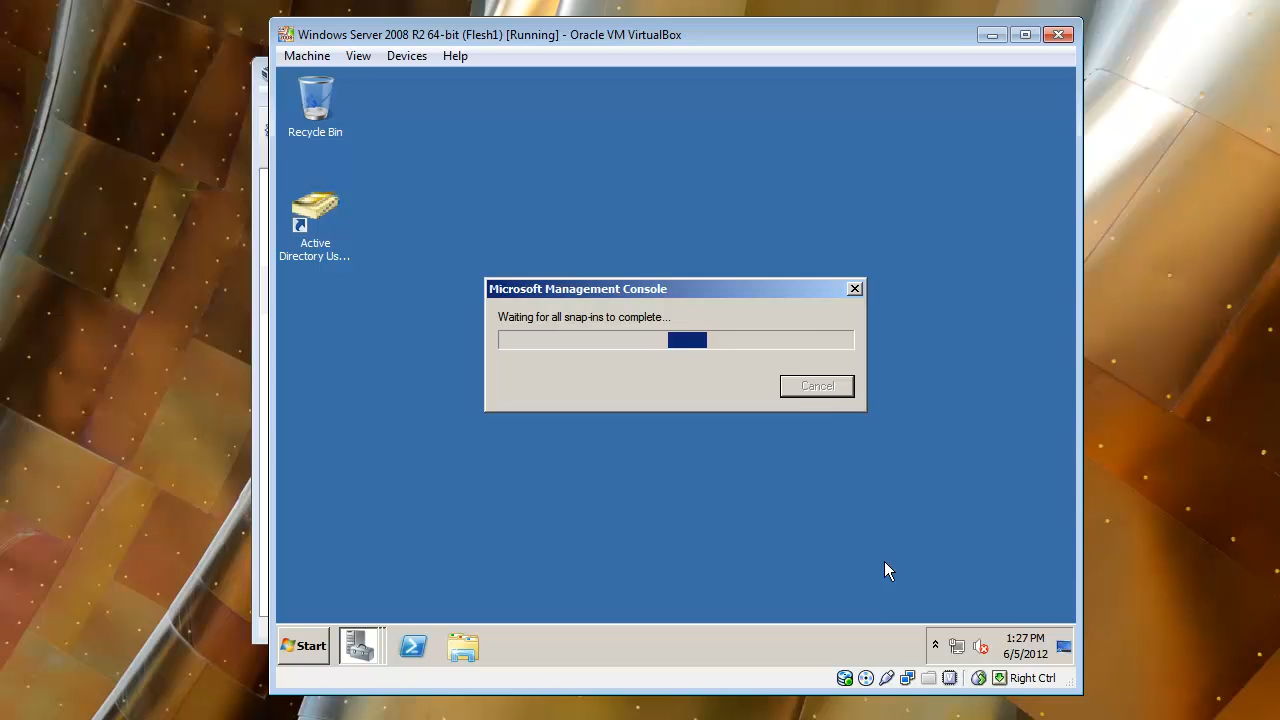 Windows Server 2008 R2 64-bit (Flesh1) [Running] - Oracle VM VirtualBox
Machine View Devices Help
Recycle Bin
Active
Directory Us...
Microsoft Management Console
Waiting for all snap-ins to complete...
Cancel
Start
1:27 PM
6/5/2012
Right Ctrl